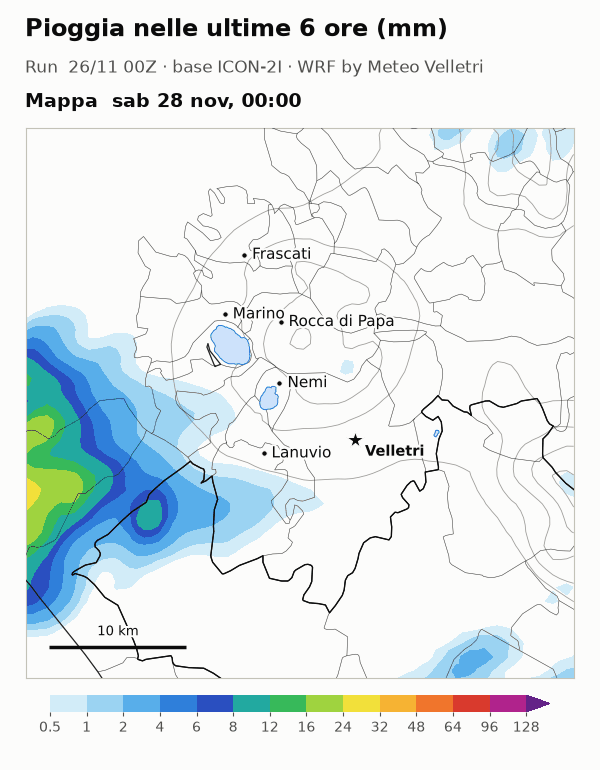 Pioggia nelle ultime 6 ore (mm)
Run  26/11 00Z · base ICON-2I · WRF by Meteo Velletri
Mappa  sab 28 nov, 00:00
Frascati
Marino
Rocca di Papa
Nemi
Velletri
Lanuvio
10 km
0.5 1 2 4 6 8 12 16 24 32 48 64 96 128